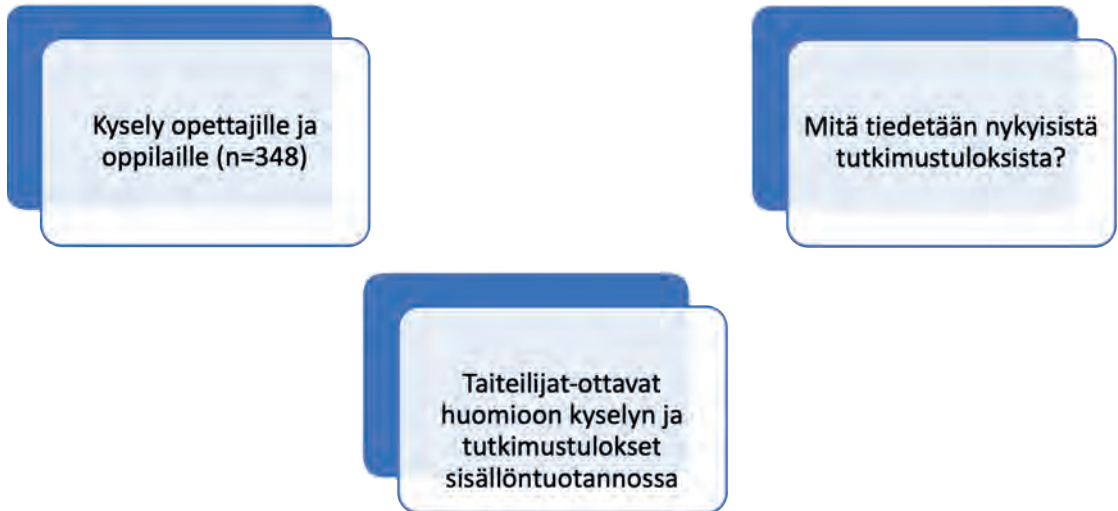 Kysely opettajille ja
oppilaille (n=348)
Mitä tiedetään nykyisistä
tutkimustuloksista?
Taiteilijat-ottavat
huomioon kyselyn ja
tutkimustulokset
sisällöntuotannossa